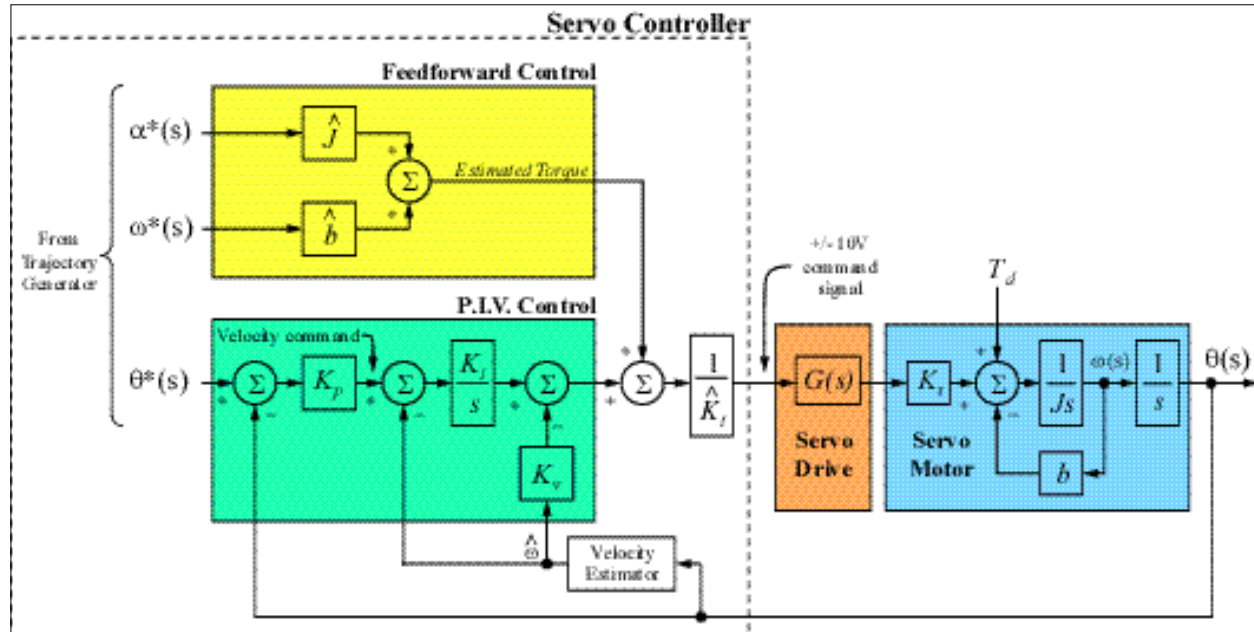 Servo Controller
Feedforward Control
α*(s)
Ĵ
+
Σ
Estimated Torque
+
ω*(s)
b̂
From
Trajectory
Generator
+/- 10V
command
signal
T_d
P.I.V. Control
Velocity command
θ*(s)
+
Σ
−
K_p
+
Σ
−
K_i
s
+
Σ
−
+
Σ
+
1
K̂_t
G(s)
K_t
+
+
Σ
−
1
Js
ω(s)
1
s
θ(s)
Servo
Drive
Servo
Motor
b
K_v
ω̂
Velocity
Estimator